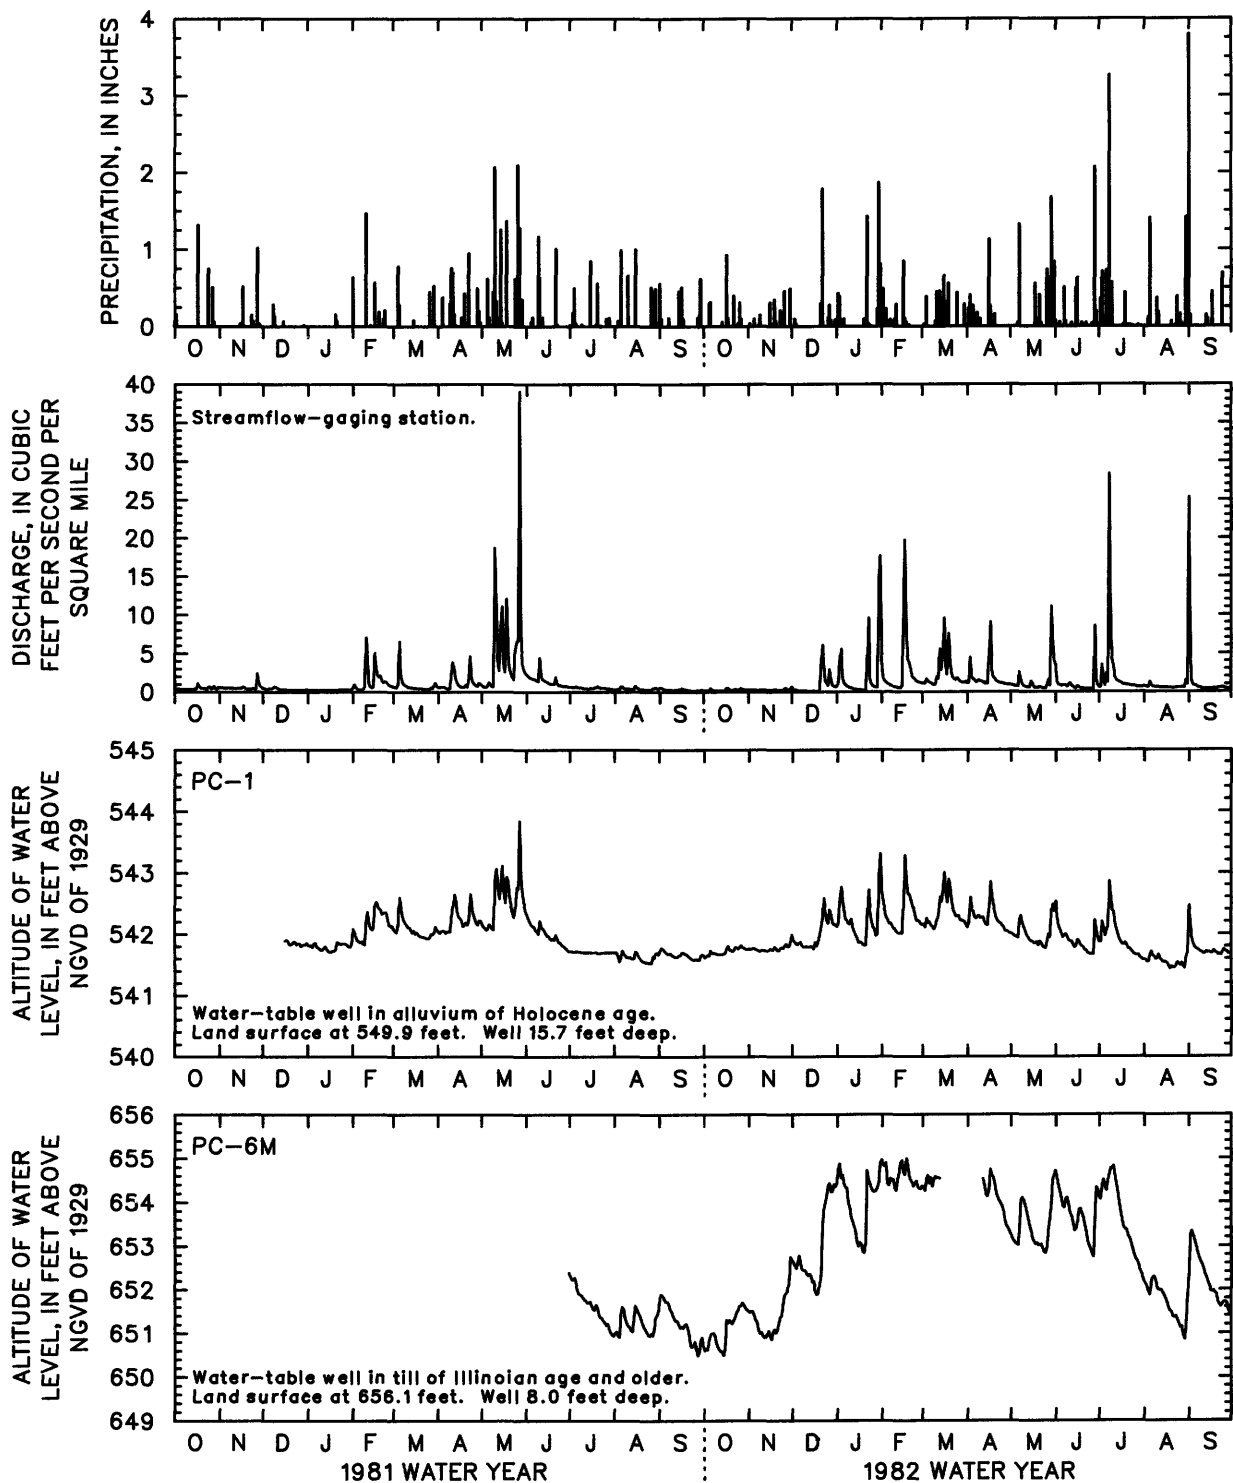 PRECIPITATION, IN INCHES
4
3
2
1
0
O N D J F M A M J J A S O N D J F M A M J J A S
DISCHARGE, IN CUBIC
FEET PER SECOND PER
SQUARE MILE
40
35
30
25
20
15
10
5
0
Streamflow-gaging station.
O N D J F M A M J J A S O N D J F M A M J J A S
ALTITUDE OF WATER
LEVEL, IN FEET ABOVE
NGVD OF 1929
545
544
543
542
541
540
PC-1
Water-table well in alluvium of Holocene age.
Land surface at 549.9 feet. Well 15.7 feet deep.
O N D J F M A M J J A S O N D J F M A M J J A S
ALTITUDE OF WATER
LEVEL, IN FEET ABOVE
NGVD OF 1929
656
655
654
653
652
651
650
649
PC-6M
Water-table well in till of Illinoian age and older.
Land surface at 656.1 feet. Well 8.0 feet deep.
O N D J F M A M J J A S O N D J F M A M J J A S
1981 WATER YEAR 1982 WATER YEAR